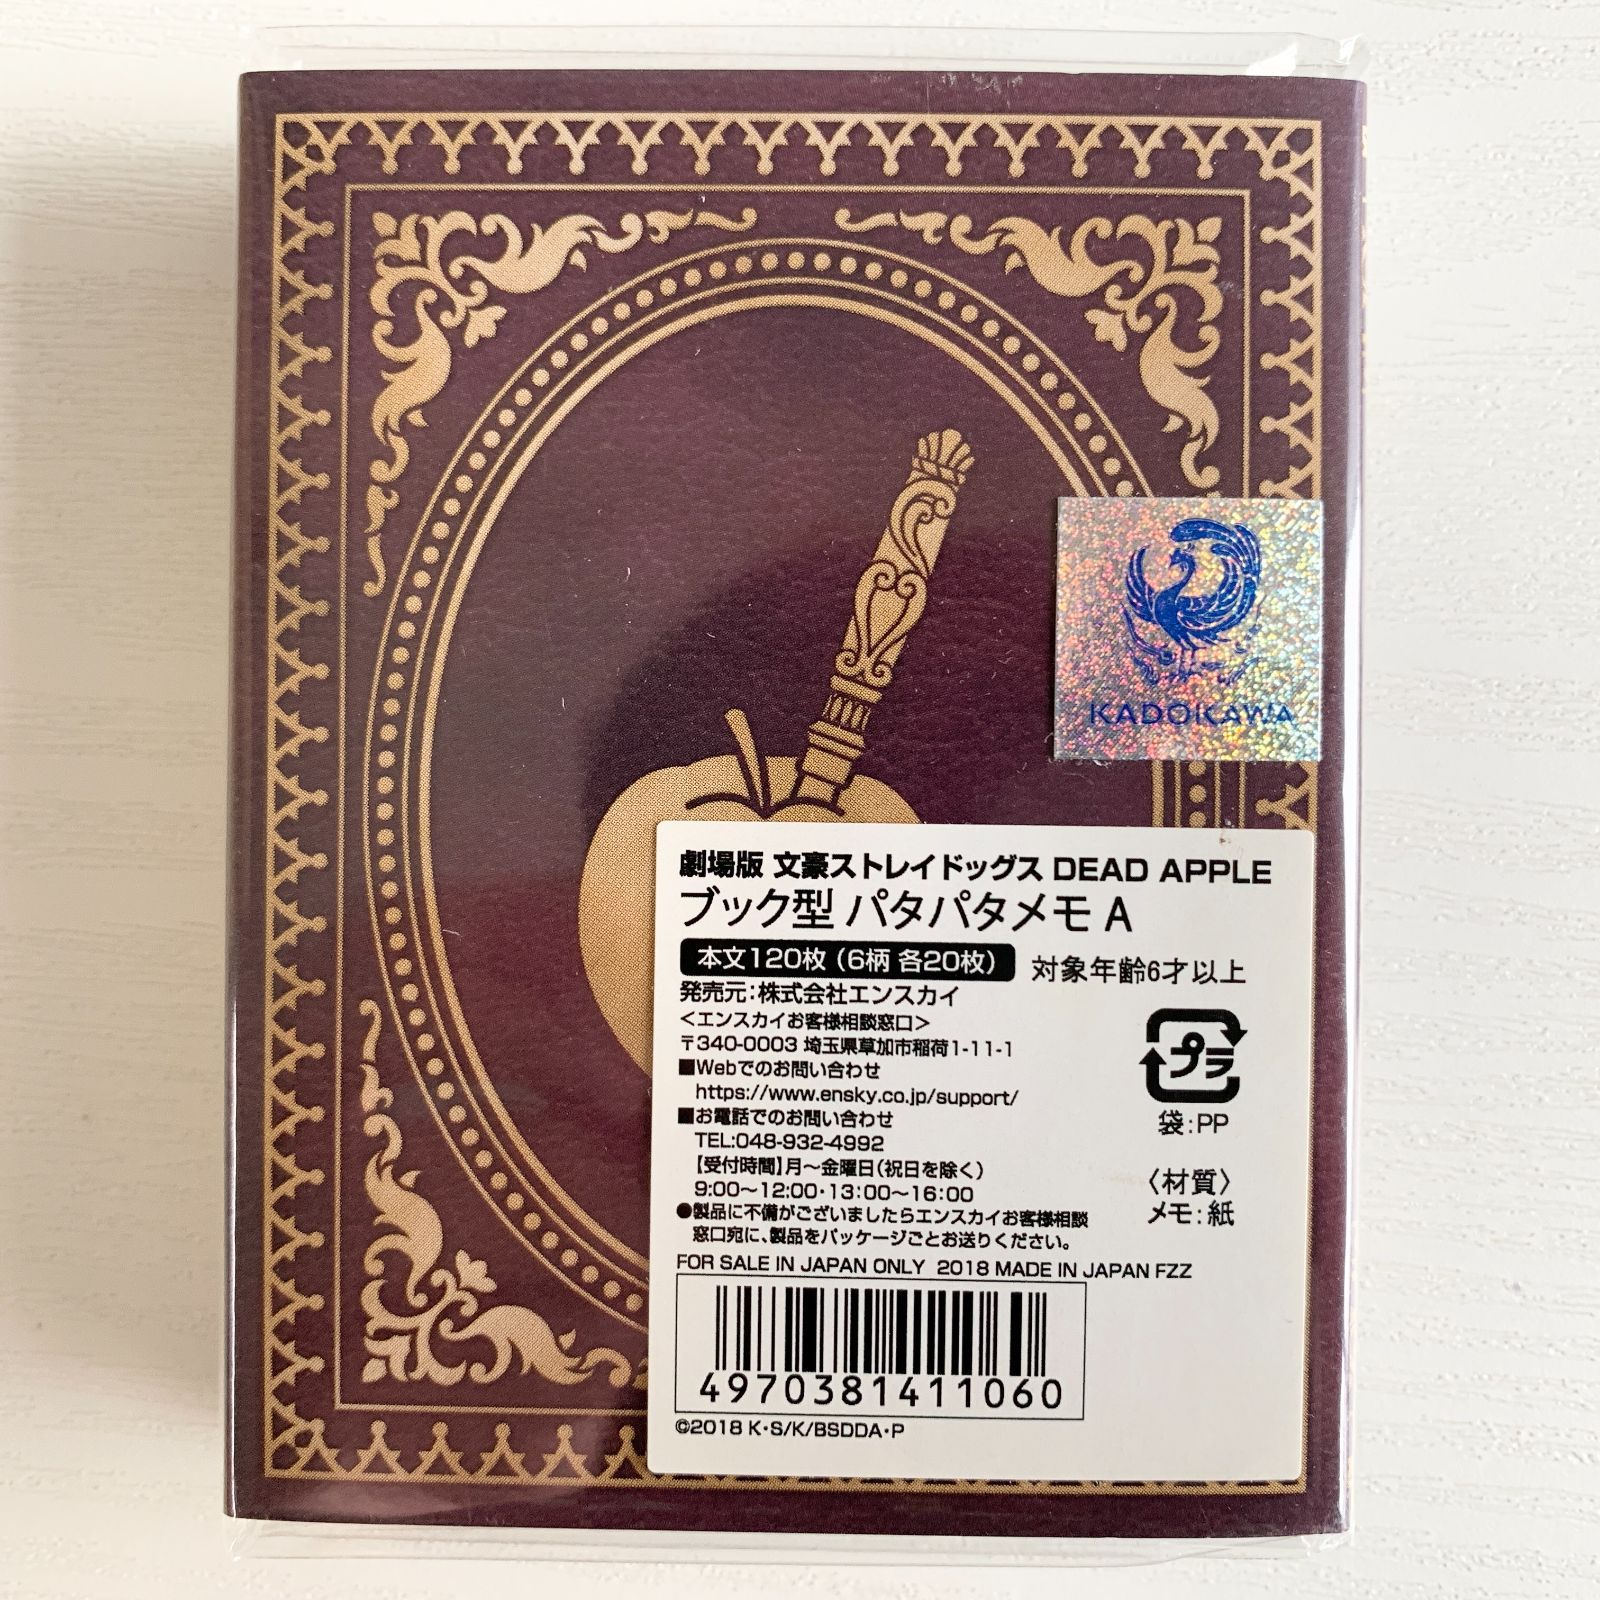 KADOKAWA
劇場版 文豪ストレイドッグス DEAD APPLE
ブック型 パタパタメモ A
本文120枚（6柄 各20枚） 対象年齢6才以上
発売元：株式会社エンスカイ
＜エンスカイお客様相談窓口＞
〒340-0003 埼玉県草加市稲荷1-11-1
■Webでのお問い合わせ
https://www.ensky.co.jp/support/
■お電話でのお問い合わせ
TEL:048-932-4992
【受付時間】月〜金曜日（祝日を除く）
9:00〜12:00・13:00〜16:00
●製品に不備がございましたらエンスカイお客様相談
窓口宛に、製品をパッケージごとお送りください。
プラ
袋：PP
〈材質〉
メモ：紙
FOR SALE IN JAPAN ONLY 2018 MADE IN JAPAN FZZ
4970381411060
©2018 K・S/K/BSDDA・P